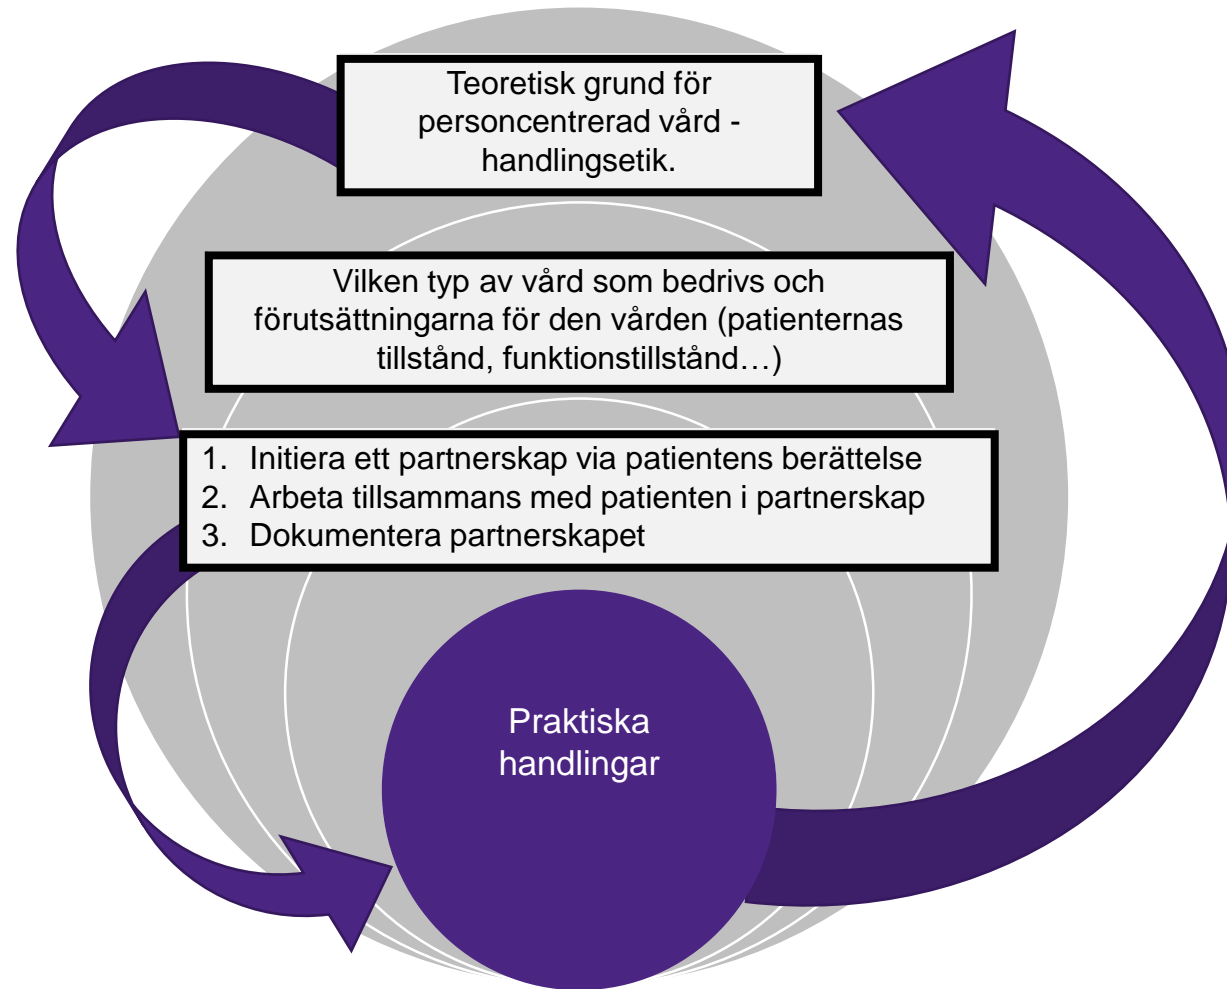 Teoretisk grund för
personcentrerad vård -
handlingsetik.
Vilken typ av vård som bedrivs och
förutsättningarna för den vården (patienternas
tillstånd, funktionstillstånd…)
1. Initiera ett partnerskap via patientens berättelse
2. Arbeta tillsammans med patienten i partnerskap
3. Dokumentera partnerskapet
Praktiska
handlingar